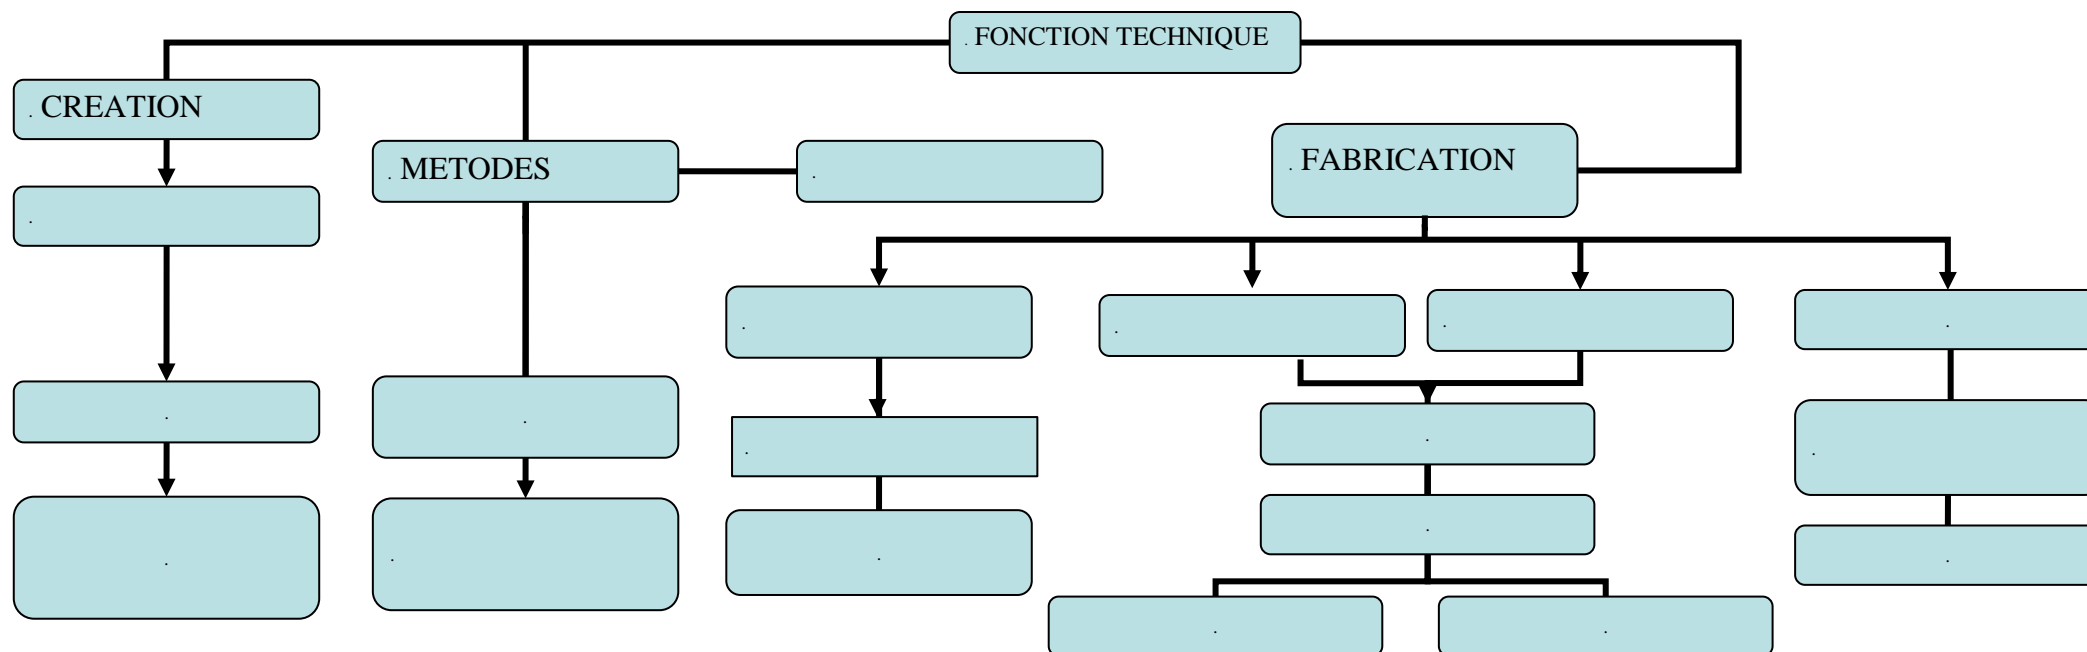 . FONCTION TECHNIQUE
. CREATION
. METODES
. FABRICATION